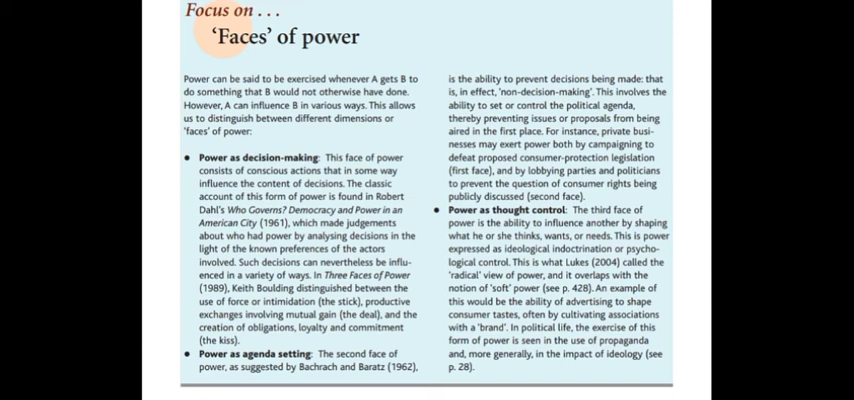 Focus on . . .
‘Faces’ of power
Power can be said to be exercised whenever A gets B to
do something that B would not otherwise have done.
However, A can influence B in various ways. This allows
us to distinguish between different dimensions or
‘faces’ of power:
● Power as decision-making: This face of power
consists of conscious actions that in some way
influence the content of decisions. The classic
account of this form of power is found in Robert
Dahl’s Who Governs? Democracy and Power in an
American City (1961), which made judgements
about who had power by analysing decisions in the
light of the known preferences of the actors
involved. Such decisions can nevertheless be influ-
enced in a variety of ways. In Three Faces of Power
(1989), Keith Boulding distinguished between the
use of force or intimidation (the stick), productive
exchanges involving mutual gain (the deal), and the
creation of obligations, loyalty and commitment
(the kiss).
● Power as agenda setting: The second face of
power, as suggested by Bachrach and Baratz (1962),
is the ability to prevent decisions being made: that
is, in effect, ‘non-decision-making’. This involves the
ability to set or control the political agenda,
thereby preventing issues or proposals from being
aired in the first place. For instance, private busi-
nesses may exert power both by campaigning to
defeat proposed consumer-protection legislation
(first face), and by lobbying parties and politicians
to prevent the question of consumer rights being
publicly discussed (second face).
● Power as thought control: The third face of
power is the ability to influence another by shaping
what he or she thinks, wants, or needs. This is power
expressed as ideological indoctrination or psycho-
logical control. This is what Lukes (2004) called the
‘radical’ view of power, and it overlaps with the
notion of ‘soft’ power (see p. 428). An example of
this would be the ability of advertising to shape
consumer tastes, often by cultivating associations
with a ‘brand’. In political life, the exercise of this
form of power is seen in the use of propaganda
and, more generally, in the impact of ideology (see
p. 28).